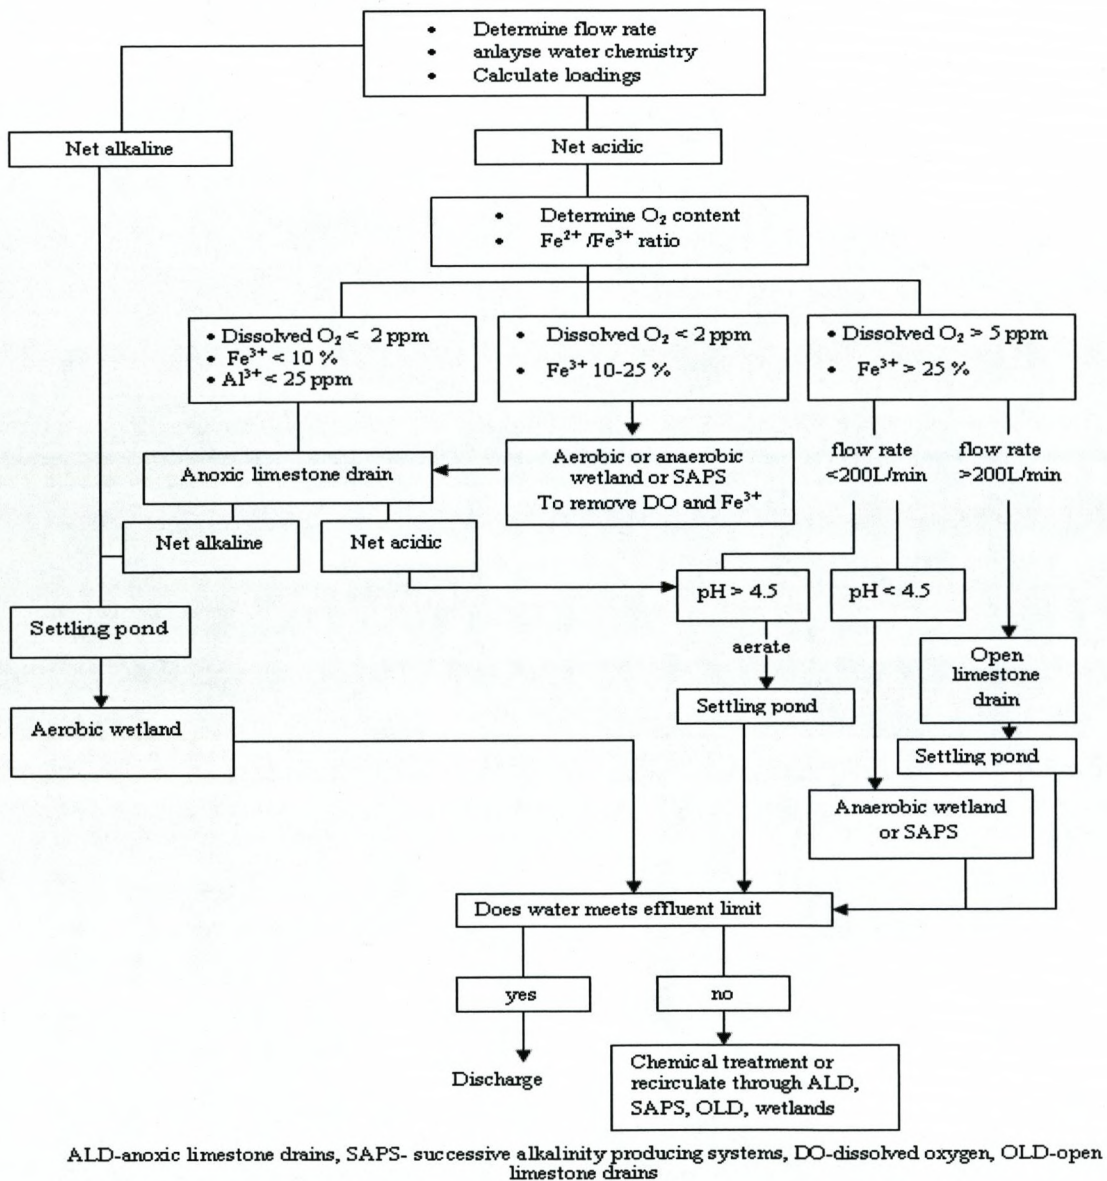 • Determine flow rate
• anlayse water chemistry
• Calculate loadings
Net alkaline
Net acidic
• Determine O₂ content
• Fe²⁺ /Fe³⁺ ratio
• Dissolved O₂ < 2 ppm
• Fe³⁺ < 10 %
• Al³⁺ < 25 ppm
• Dissolved O₂ < 2 ppm
• Fe³⁺ 10-25 %
• Dissolved O₂ > 5 ppm
• Fe³⁺ > 25 %
Anoxic limestone drain
Aerobic or anaerobic
wetland or SAPS
To remove DO and Fe³⁺
flow rate
<200L/min
flow rate
>200L/min
Net alkaline
Net acidic
pH > 4.5
pH < 4.5
Settling pond
aerate
Open
limestone
drain
Settling pond
Aerobic wetland
Settling pond
Anaerobic wetland
or SAPS
Does water meets effluent limit
yes
no
Discharge
Chemical treatment or
recirculate through ALD,
SAPS, OLD, wetlands
ALD-anoxic limestone drains, SAPS- successive alkalinity producing systems, DO-dissolved oxygen, OLD-open
limestone drains